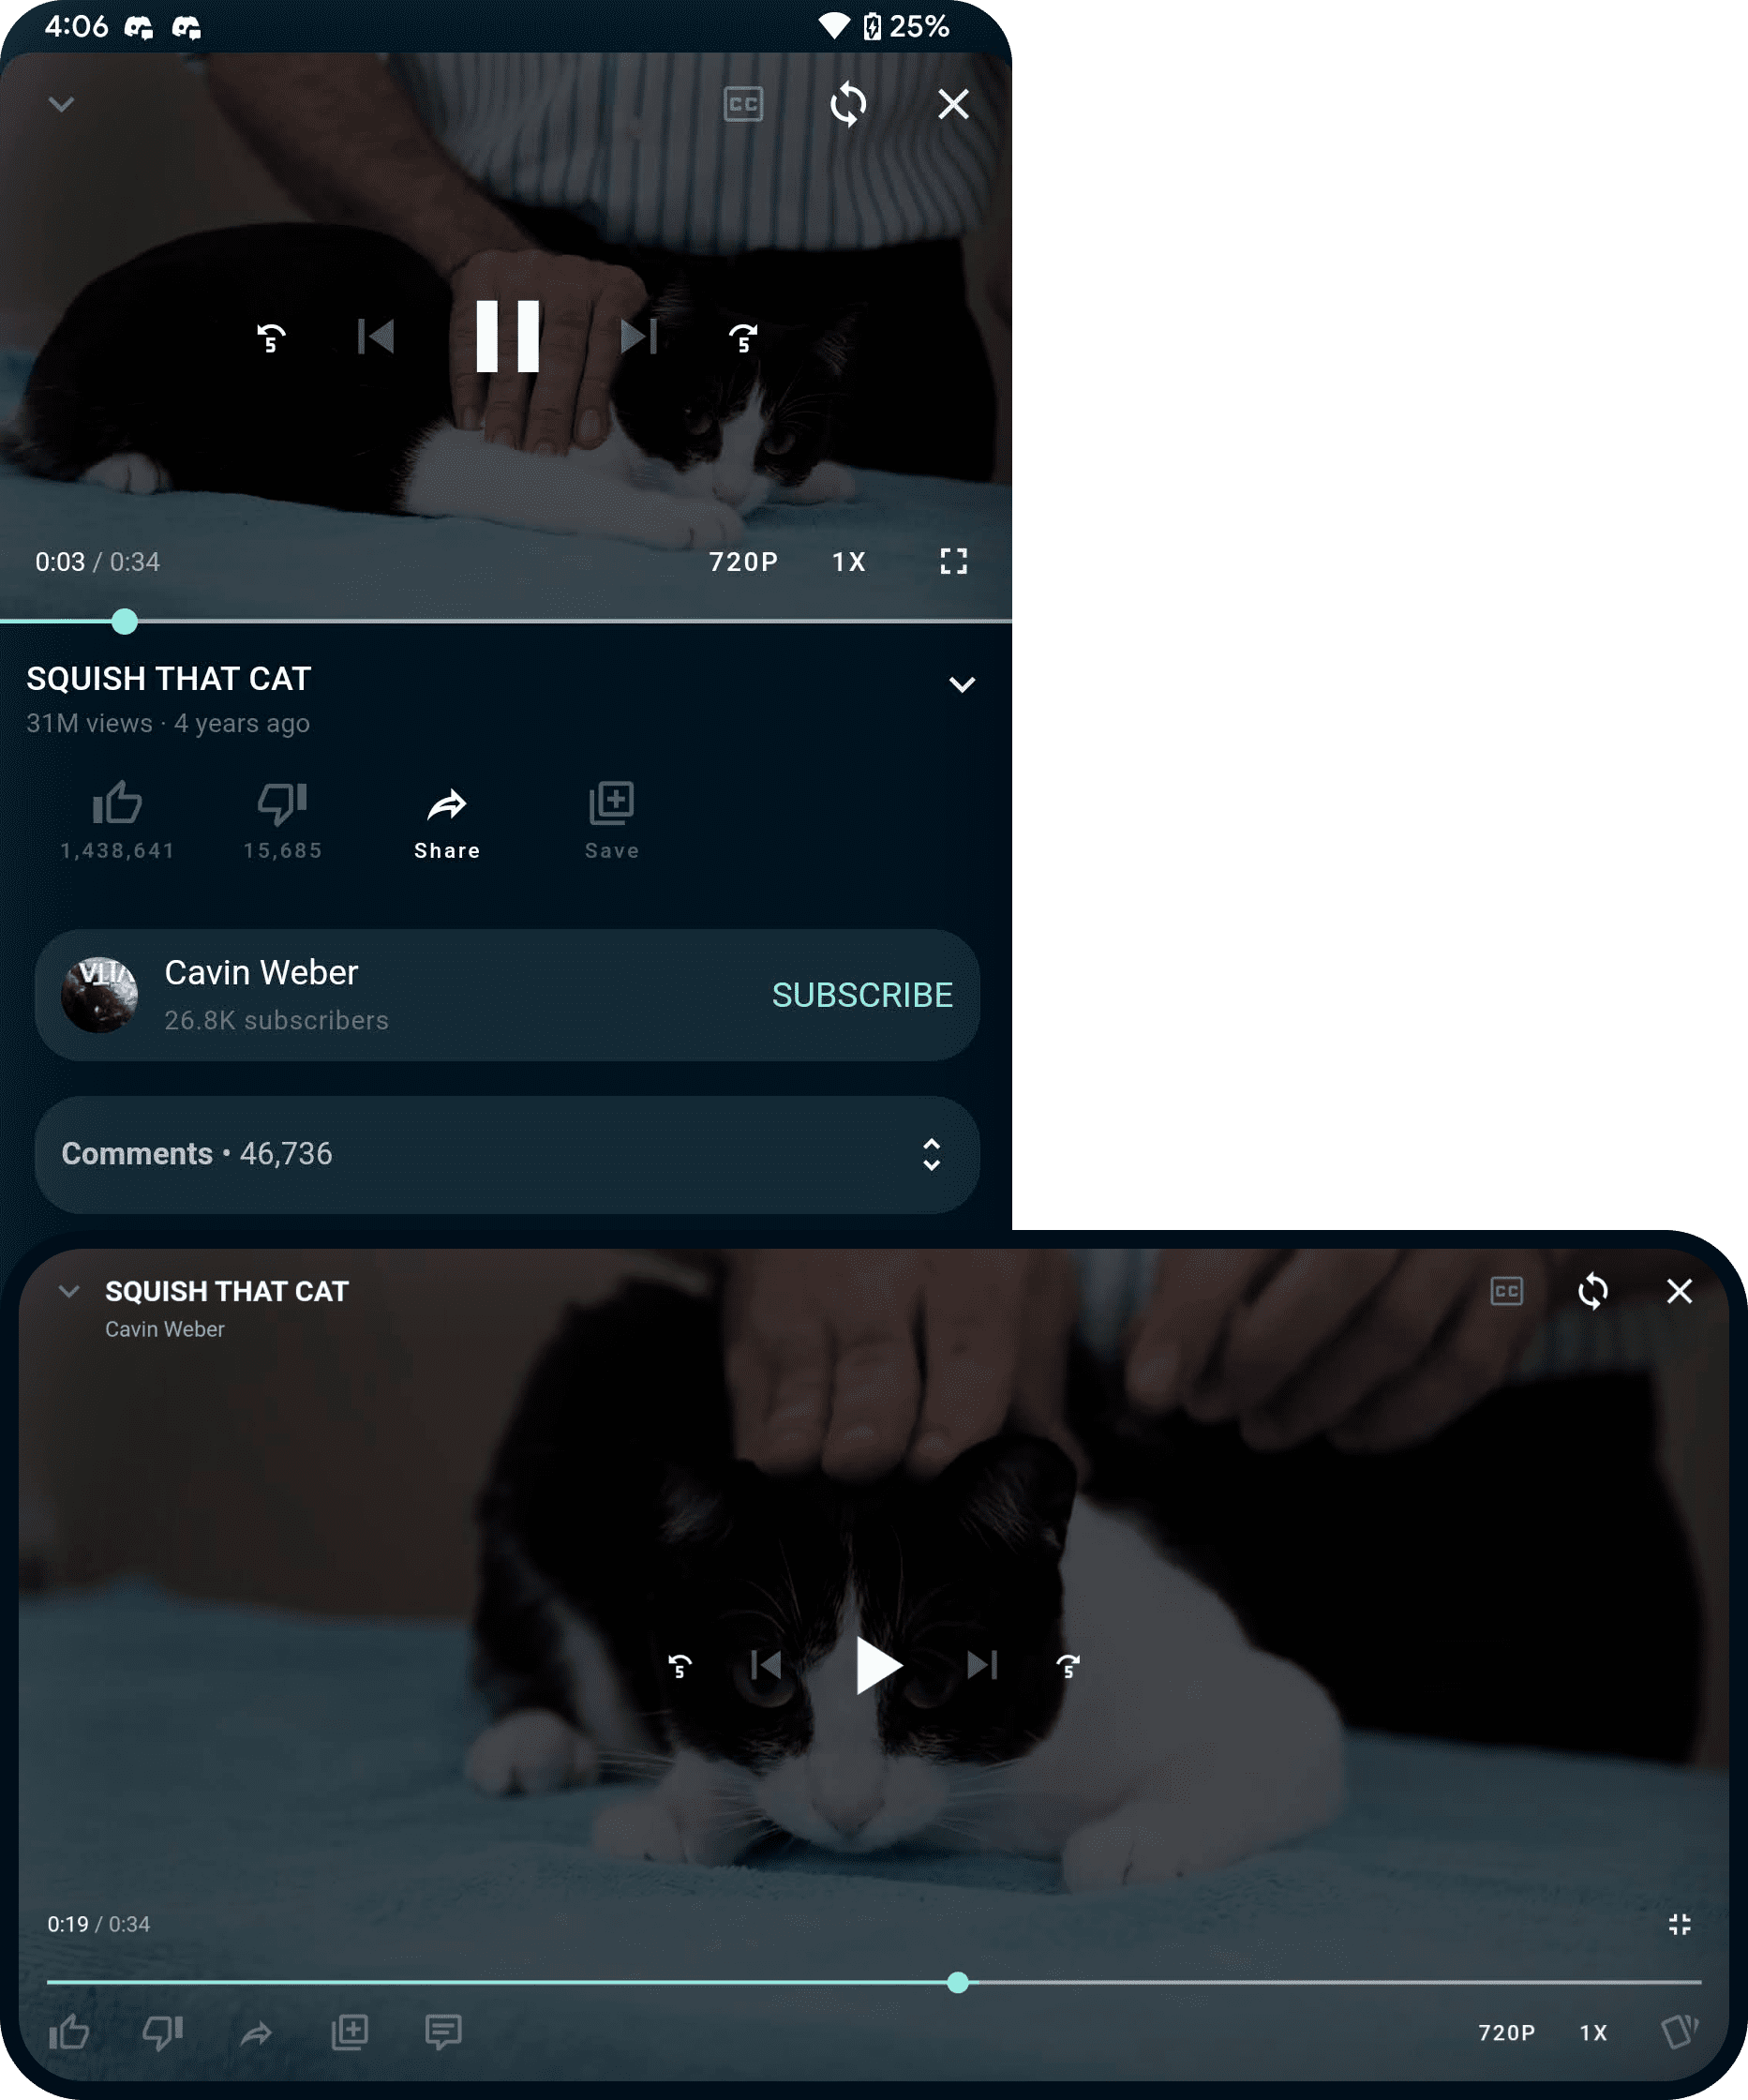 4:06 25%
CC
5 5
0:03 / 0:34 720P 1X
SQUISH THAT CAT
31M views · 4 years ago
1,438,641 15,685 Share Save
Cavin Weber
26.8K subscribers
SUBSCRIBE
Comments • 46,736
SQUISH THAT CAT
Cavin Weber
CC
5 5
0:19 / 0:34
720P 1X